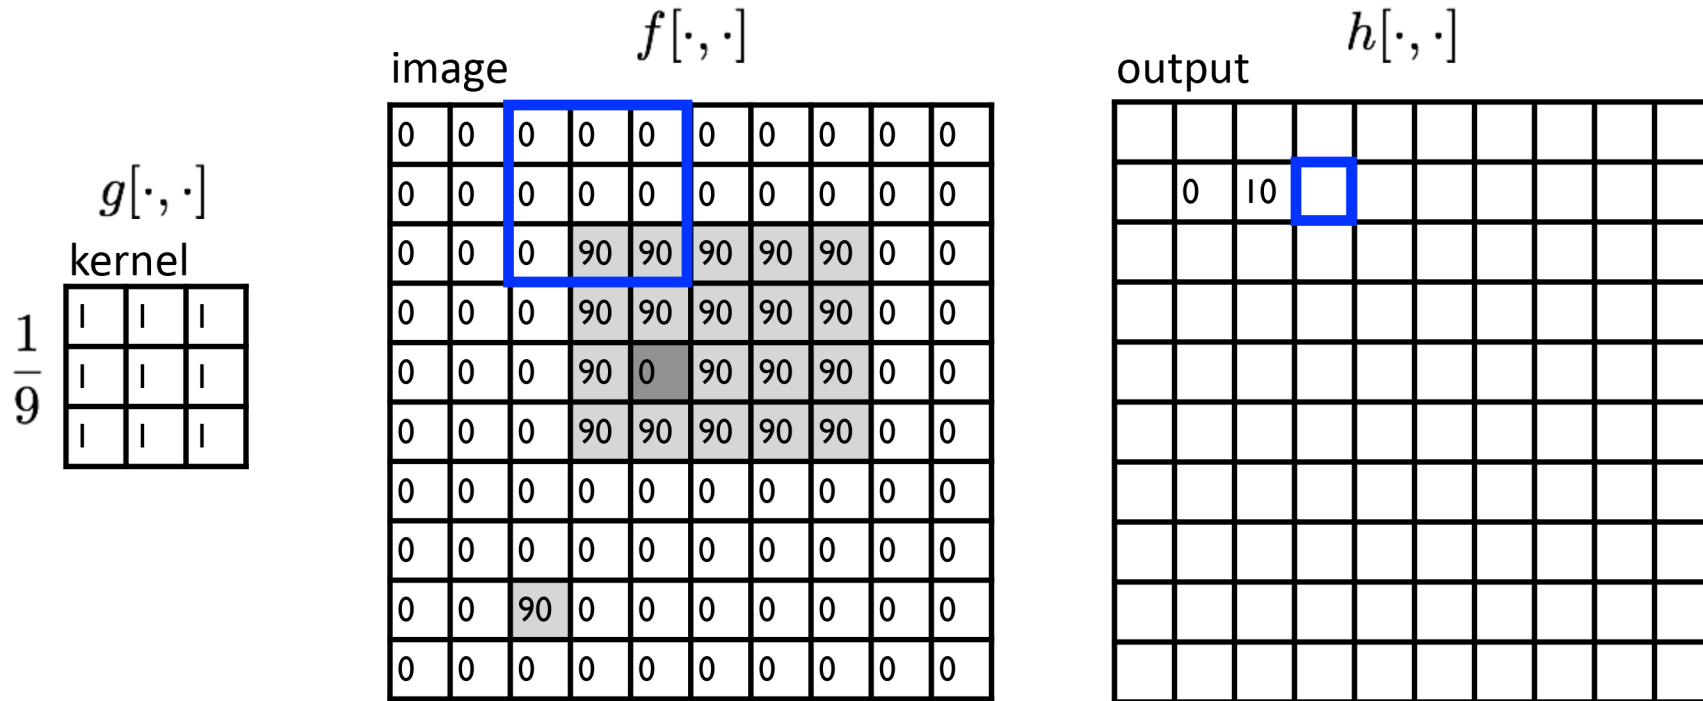 f[·, ·]
h[·, ·]
image
output
g[·, ·]
kernel
1/9
1 1 1
1 1 1
1 1 1
0 0 0 0 0 0 0 0 0 0
0 0 0 0 0 0 0 0 0 0
0 0 0 90 90 90 90 90 0 0
0 0 0 90 90 90 90 90 0 0
0 0 0 90 0 90 90 90 0 0
0 0 0 90 90 90 90 90 0 0
0 0 0 0 0 0 0 0 0 0
0 0 0 0 0 0 0 0 0 0
0 0 90 0 0 0 0 0 0 0
0 0 0 0 0 0 0 0 0 0
0 10